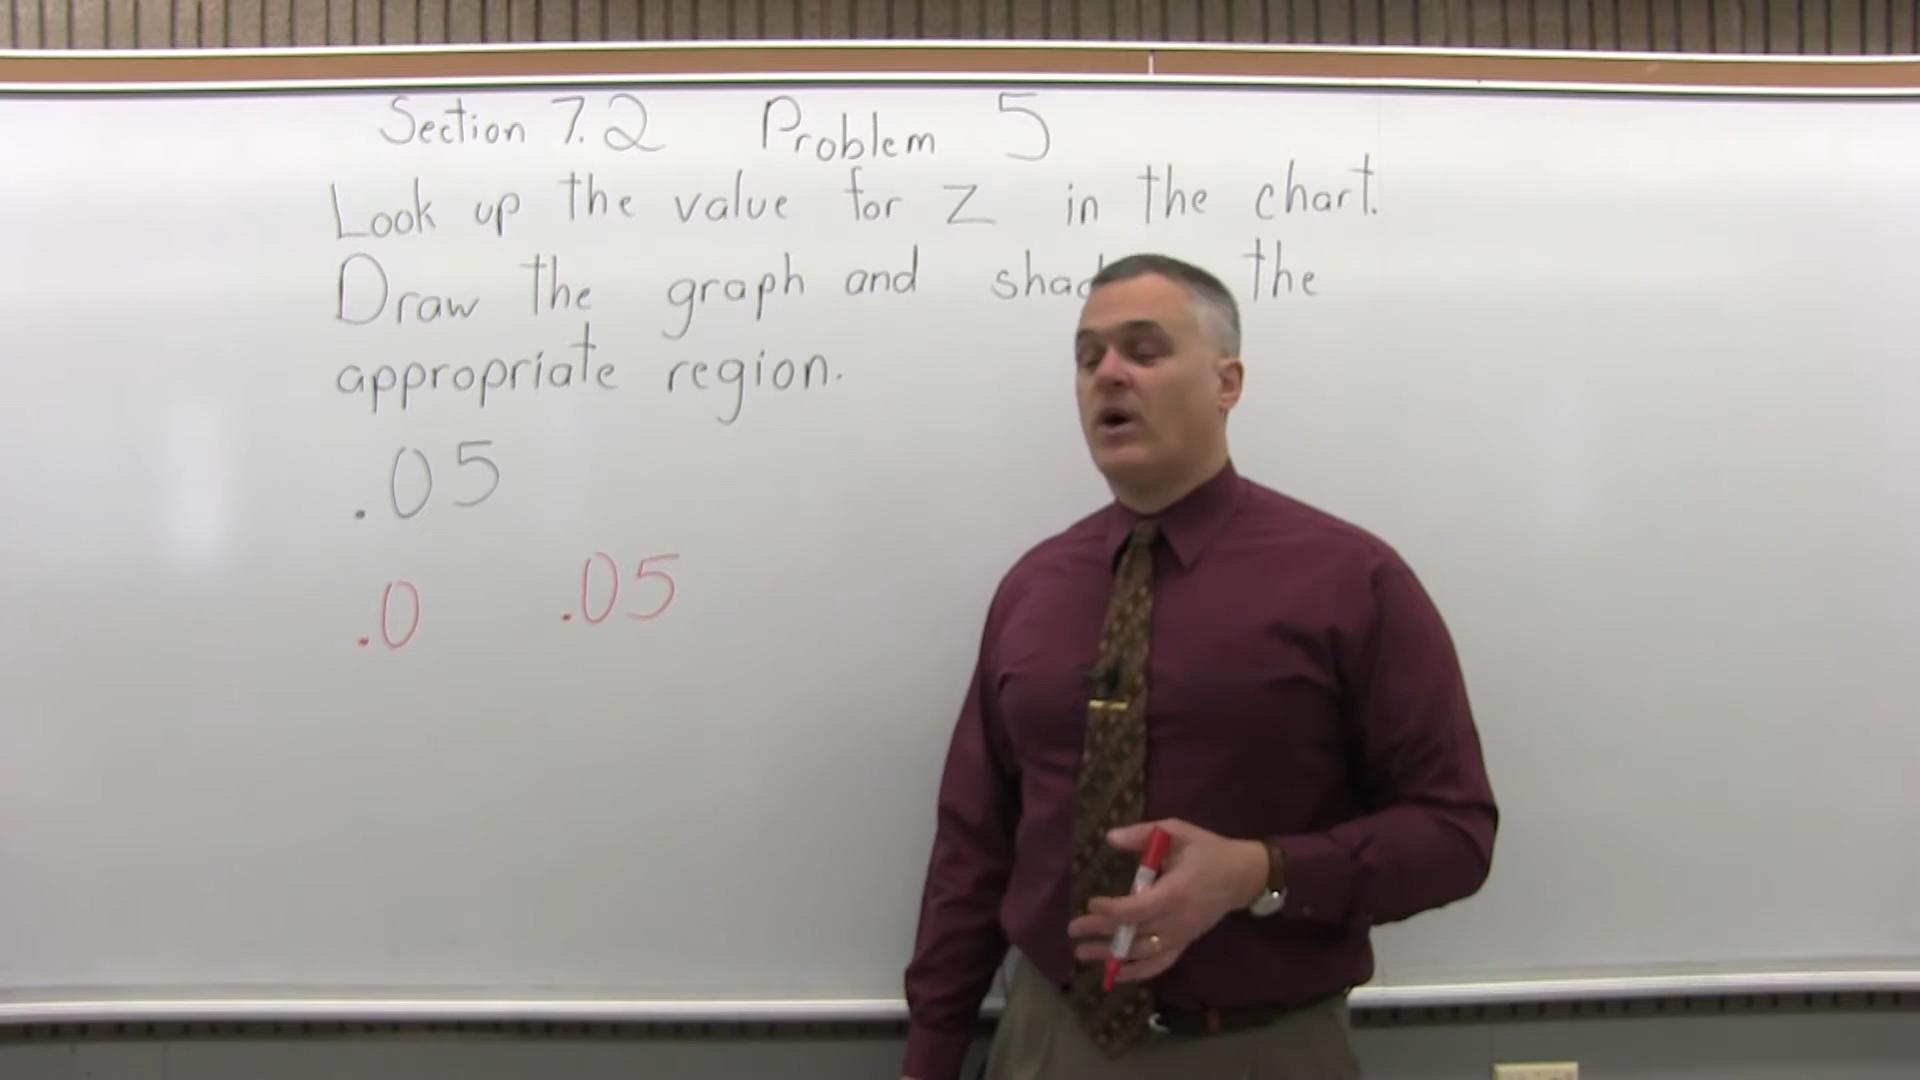 Section 7.2 Problem 5
Look up the value for z in the chart.
Draw the graph and the
appropriate region.
.05
.0 .05